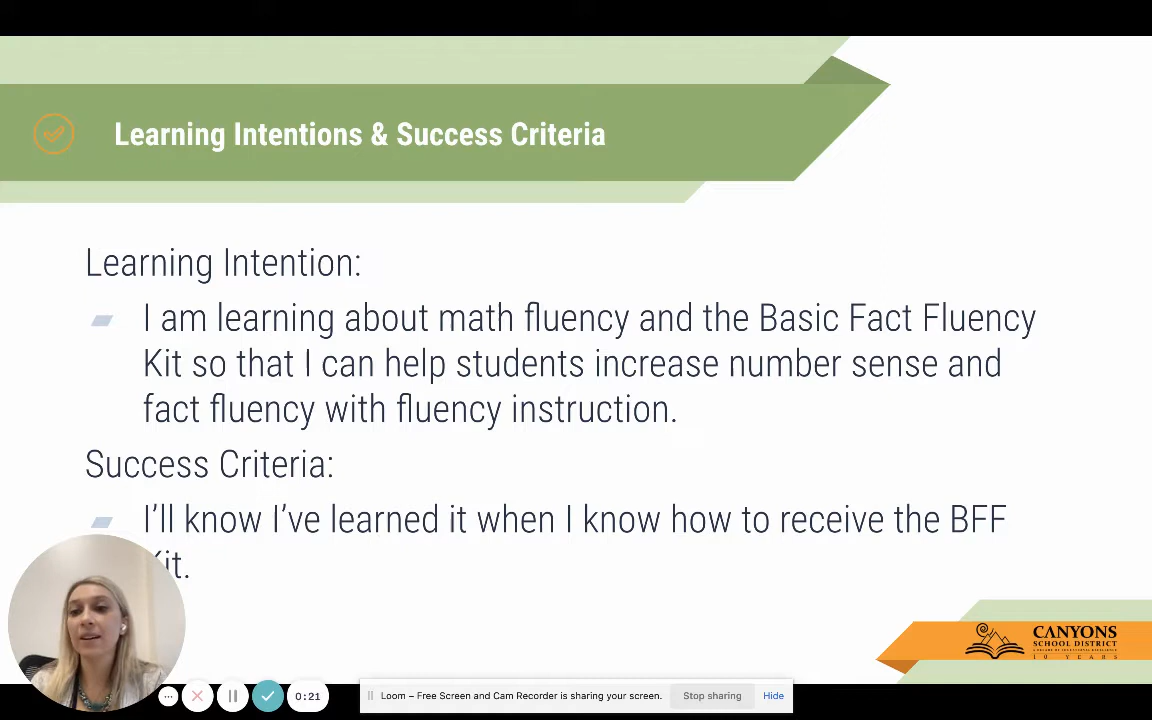 Learning Intentions & Success Criteria
Learning Intention:
I am learning about math fluency and the Basic Fact Fluency
Kit so that I can help students increase number sense and
fact fluency with fluency instruction.
Success Criteria:
I’ll know I’ve learned it when I know how to receive the BFF
it.
CANYONS
SCHOOL DISTRICT
10 YEARS
0:21
Loom – Free Screen and Cam Recorder is sharing your screen.
Stop sharing
Hide